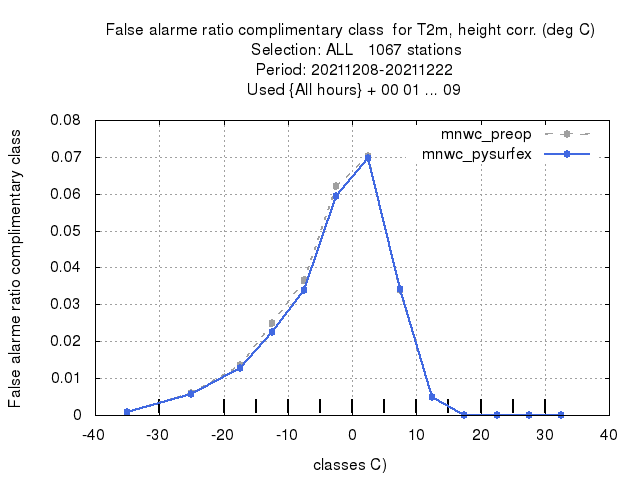 False alarme ratio complimentary class  for T2m, height corr. (deg C)
Selection: ALL   1067 stations
Period: 20211208-20211222
Used {All hours} + 00 01 ... 09
mnwc_preop
mnwc_pysurfex
False alarme ratio complimentary class
0.08
0.07
0.06
0.05
0.04
0.03
0.02
0.01
0
-40 -30 -20 -10 0 10 20 30 40
classes C)